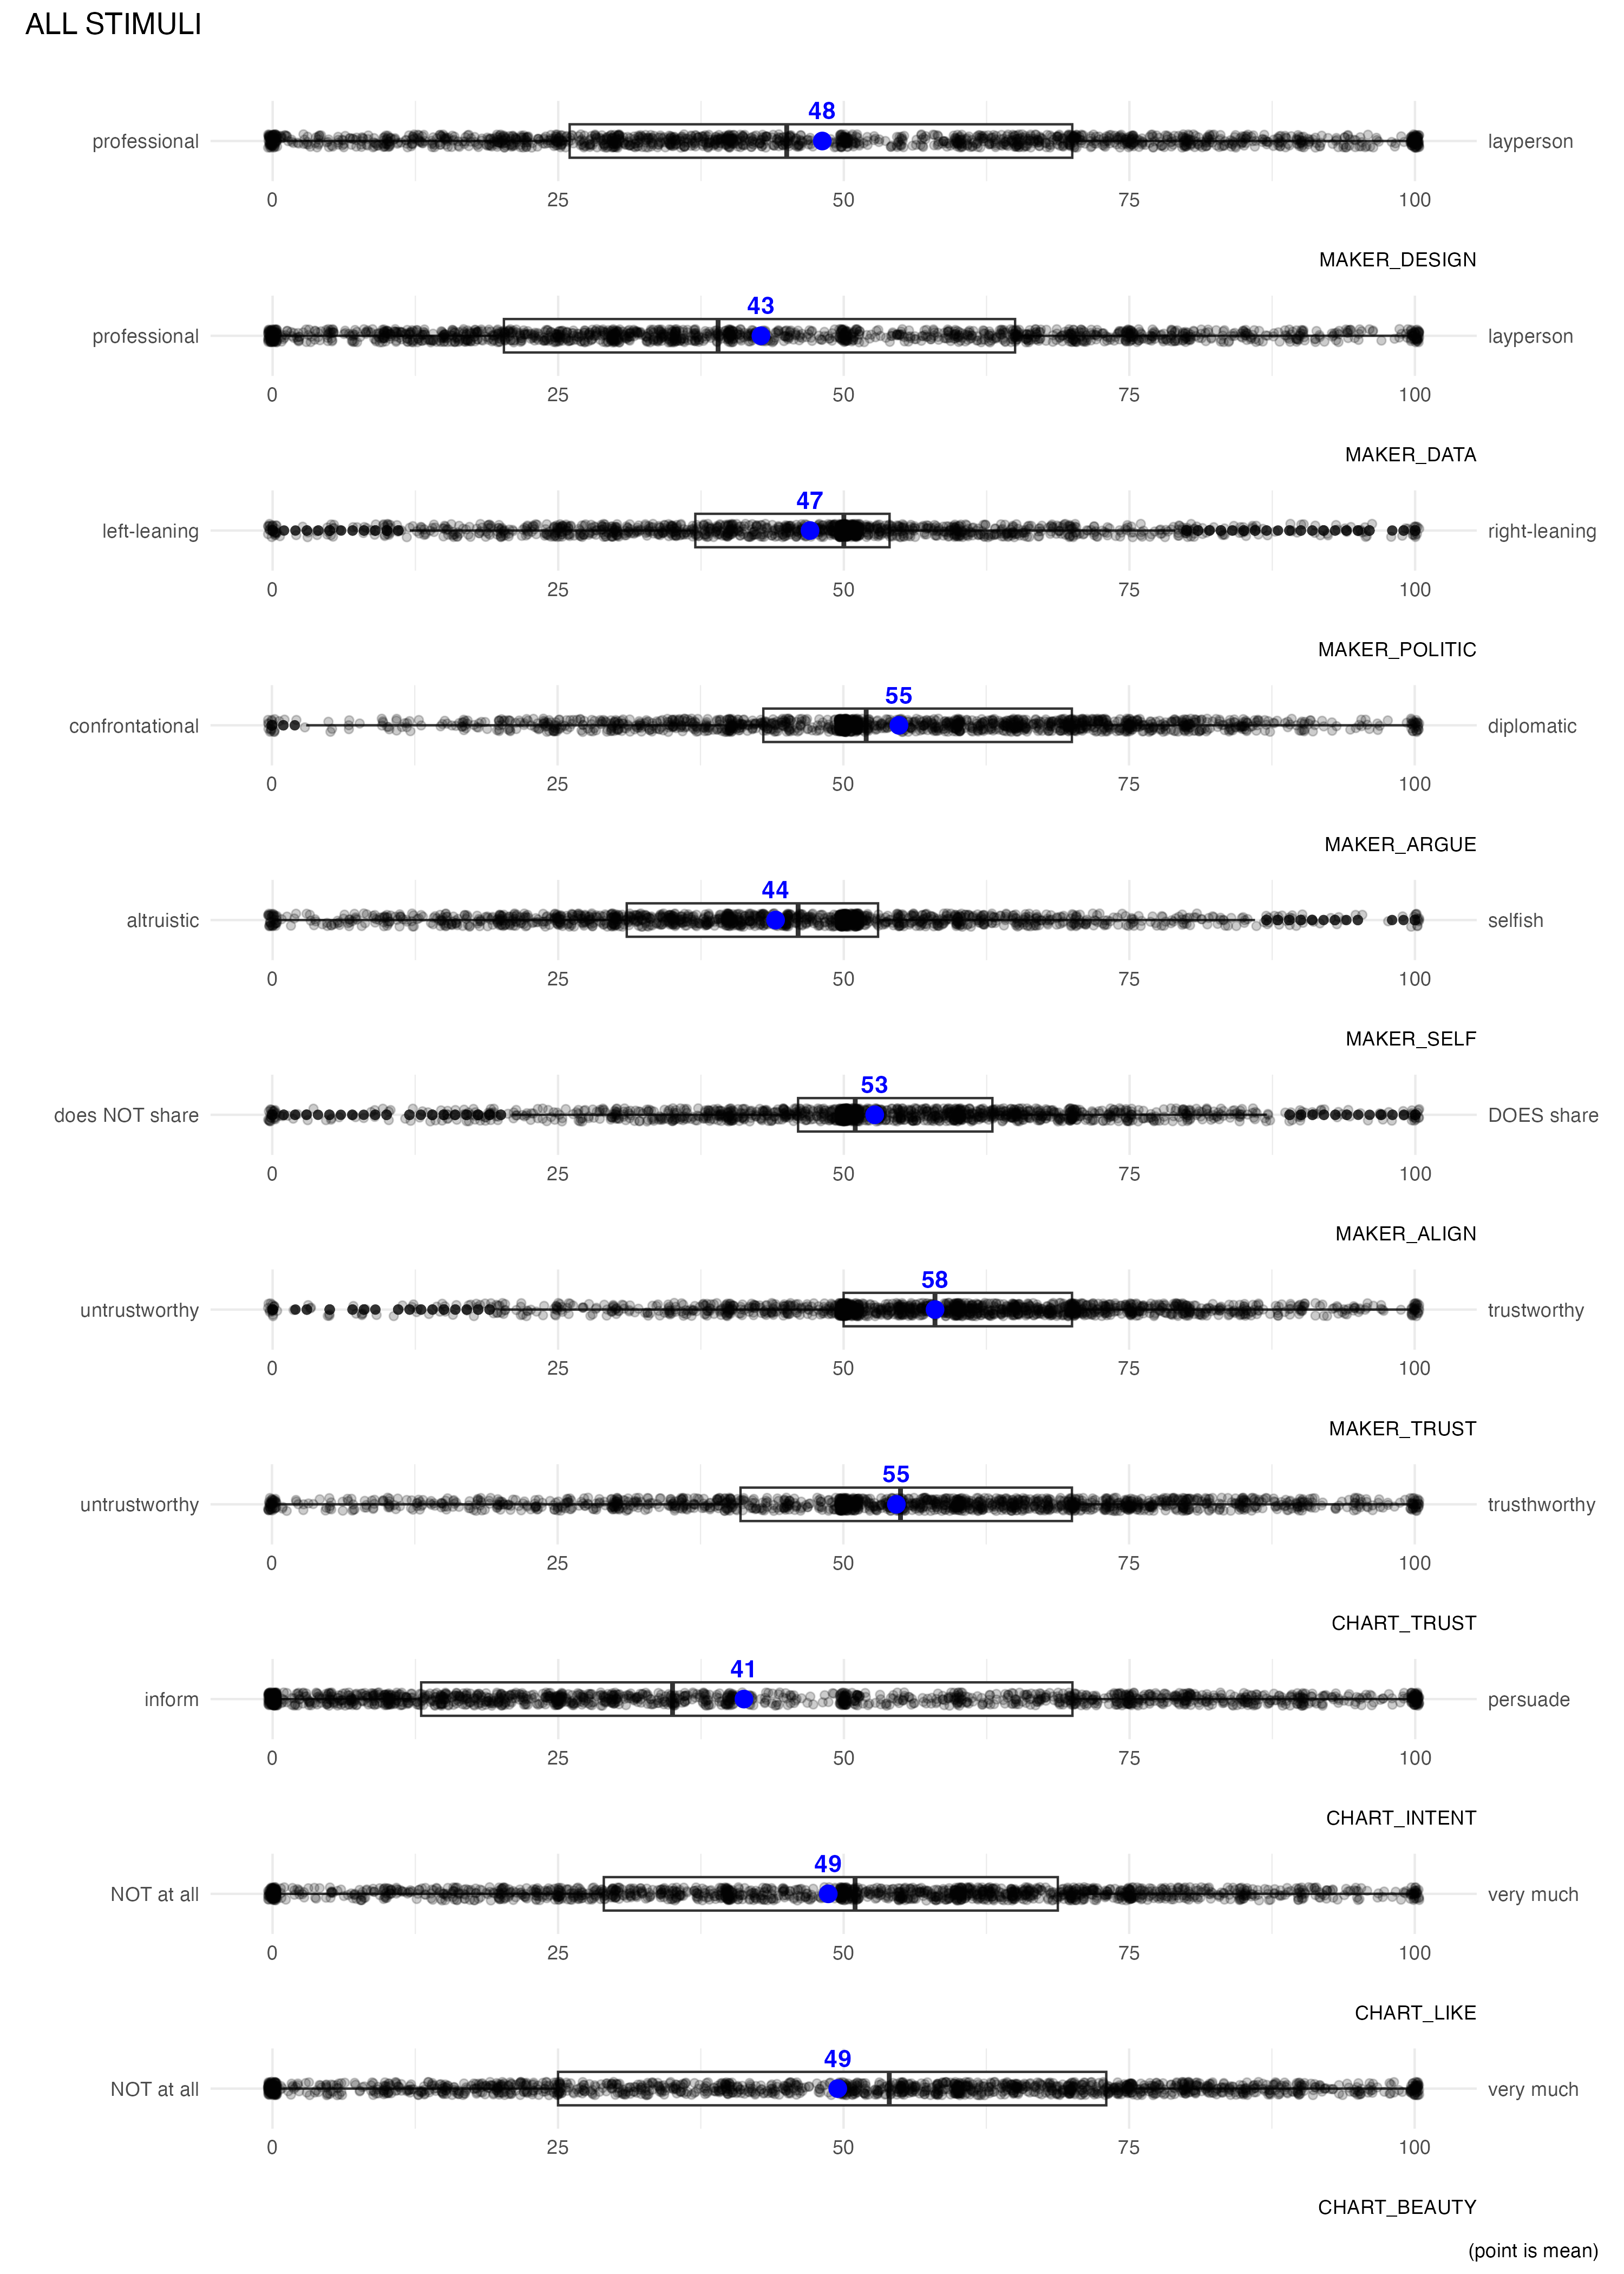 ALL STIMULI
48
professional layperson
0 25 50 75 100
MAKER_DESIGN
43
professional layperson
0 25 50 75 100
MAKER_DATA
47
left-leaning right-leaning
0 25 50 75 100
MAKER_POLITIC
55
confrontational diplomatic
0 25 50 75 100
MAKER_ARGUE
44
altruistic selfish
0 25 50 75 100
MAKER_SELF
53
does NOT share DOES share
0 25 50 75 100
MAKER_ALIGN
58
untrustworthy trustworthy
0 25 50 75 100
MAKER_TRUST
55
untrustworthy trusthworthy
0 25 50 75 100
CHART_TRUST
41
inform persuade
0 25 50 75 100
CHART_INTENT
49
NOT at all very much
0 25 50 75 100
CHART_LIKE
49
NOT at all very much
0 25 50 75 100
CHART_BEAUTY
(point is mean)